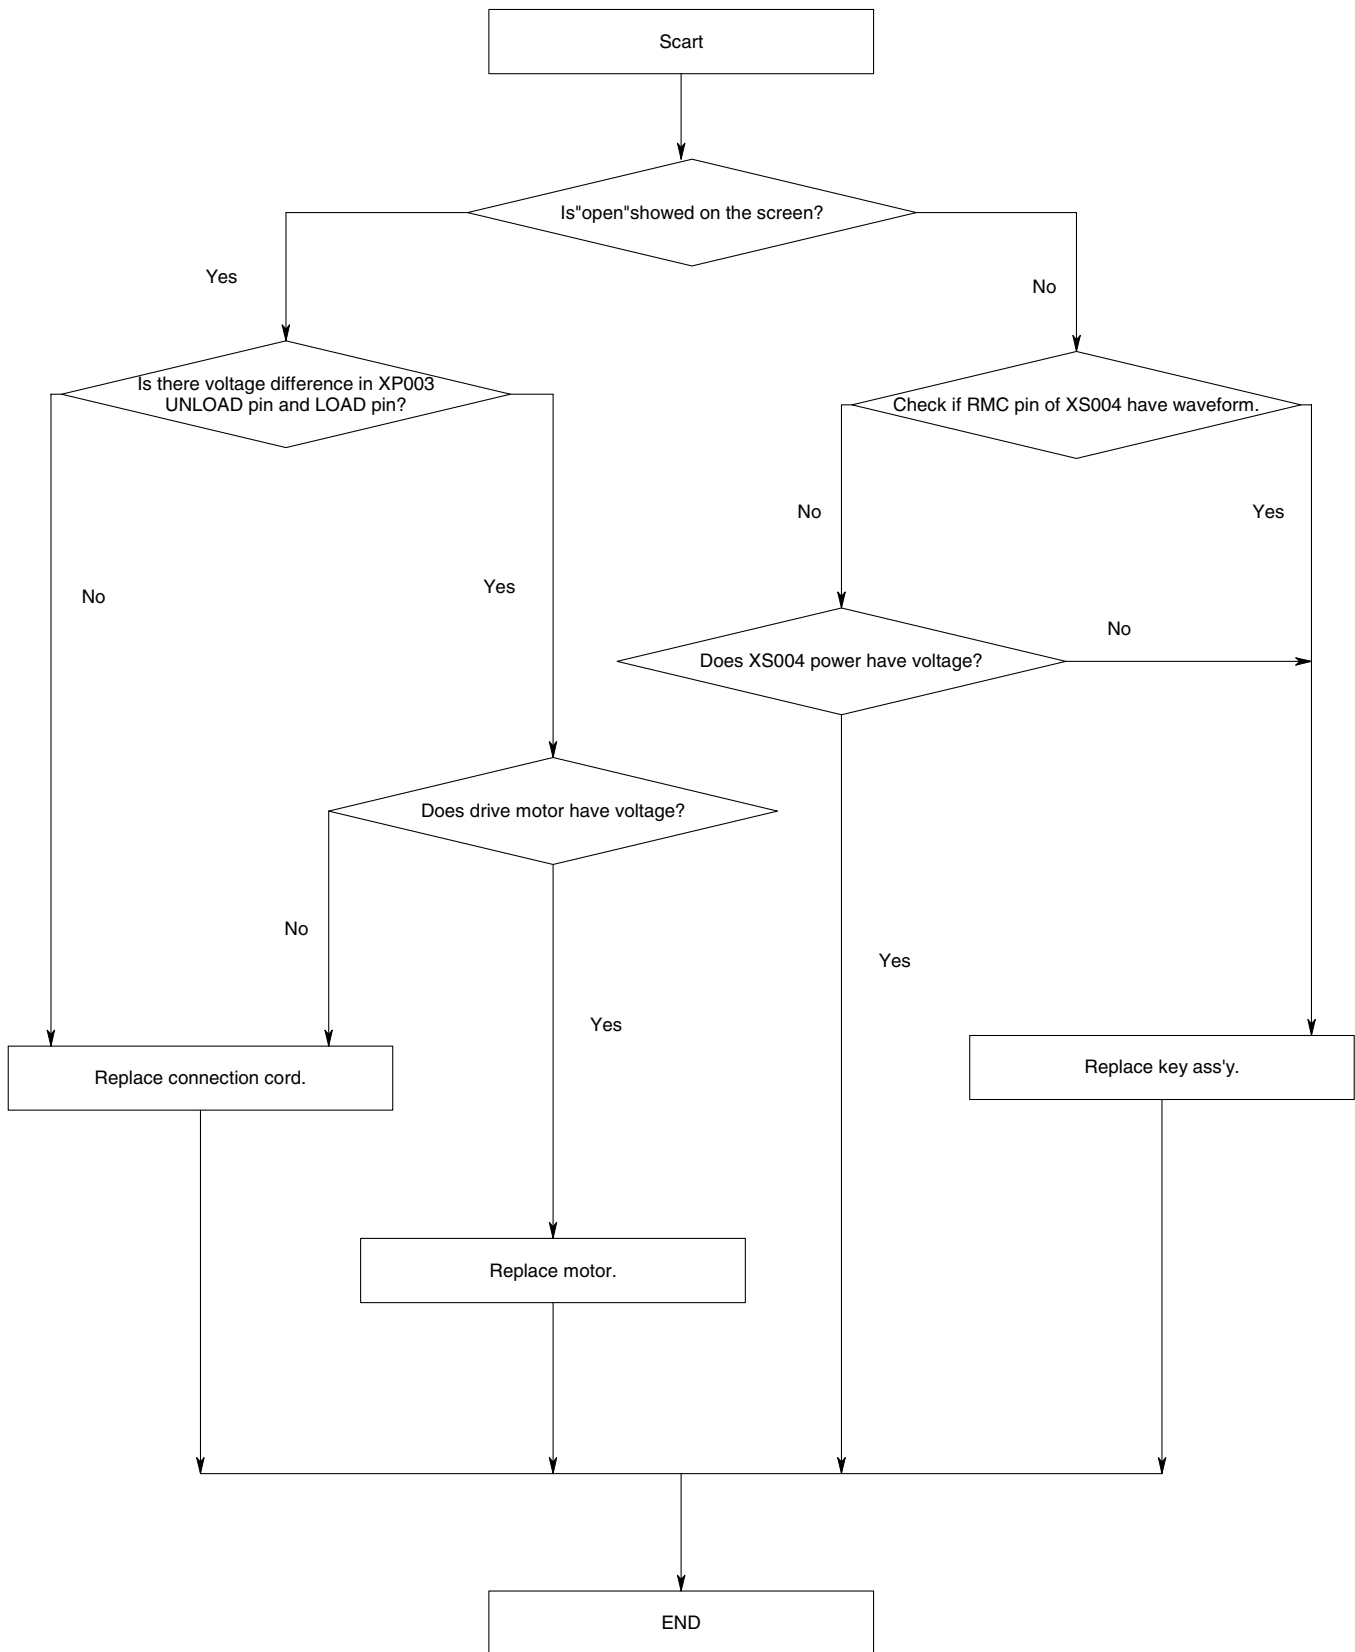 Scart
Is"open"showed on the screen?
Yes
No
Is there voltage difference in XP003
UNLOAD pin and LOAD pin?
Check if RMC pin of XS004 have waveform.
No
Yes
No
Yes
No
Does XS004 power have voltage?
Does drive motor have voltage?
No
Yes
Yes
Replace connection cord.
Replace key ass'y.
Replace motor.
END